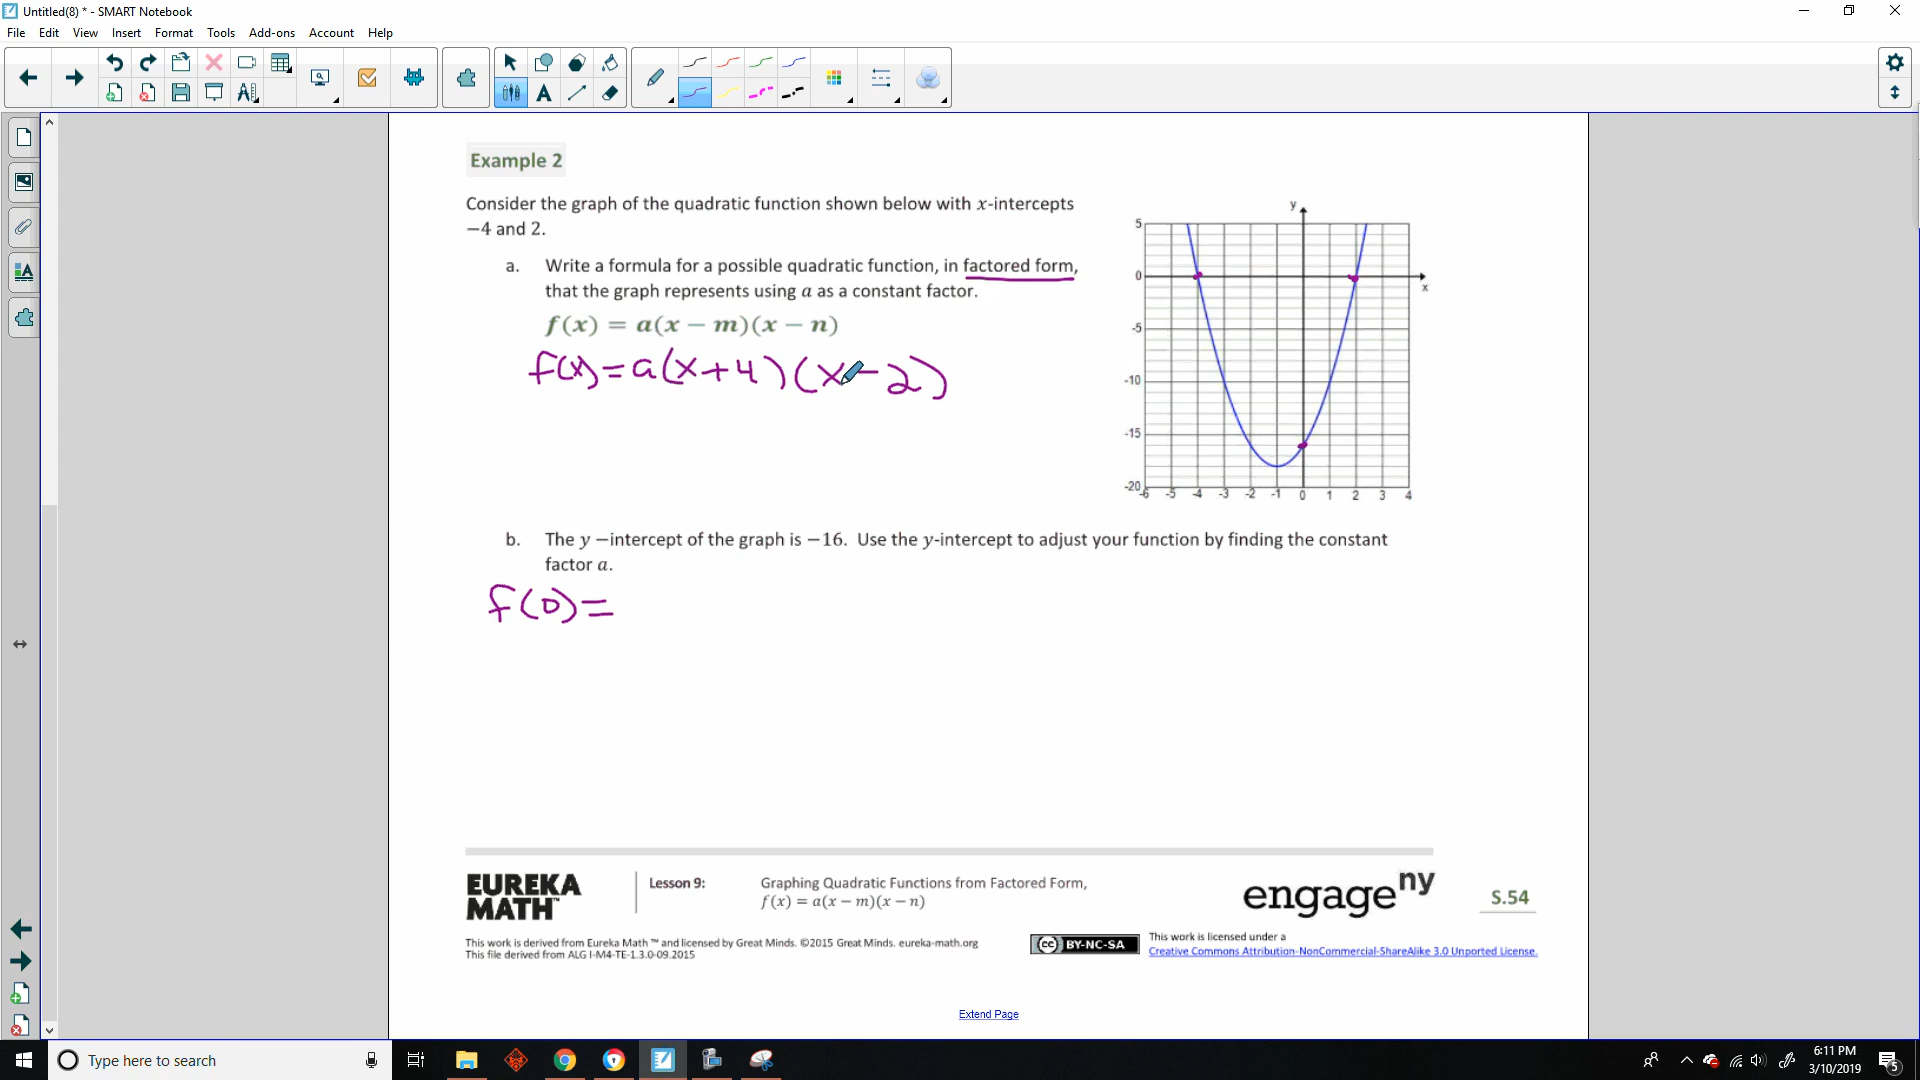 Untitled(8) * - SMART Notebook
File Edit View Insert Format Tools Add-ons Account Help
Example 2
Consider the graph of the quadratic function shown below with x-intercepts
−4 and 2.
a. Write a formula for a possible quadratic function, in factored form,
that the graph represents using a as a constant factor.
f(x) = a(x − m)(x − n)
f(x)=a(x+4)(x-2)
y
5
0
x
-5
-10
-15
-20
-6 -5 -4 -3 -2 -1 0 1 2 3 4
b. The y −intercept of the graph is −16. Use the y-intercept to adjust your function by finding the constant
factor a.
f(0)=
EUREKA
MATH™
Lesson 9: Graphing Quadratic Functions from Factored Form,
f(x) = a(x − m)(x − n)
engageny
S.54
This work is derived from Eureka Math ™ and licensed by Great Minds. ©2015 Great Minds. eureka-math.org
This file derived from ALG I-M4-TE-1.3.0-09.2015
cc BY-NC-SA
This work is licensed under a
Creative Commons Attribution-NonCommercial-ShareAlike 3.0 Unported License.
Extend Page
Type here to search
6:11 PM
3/10/2019
5